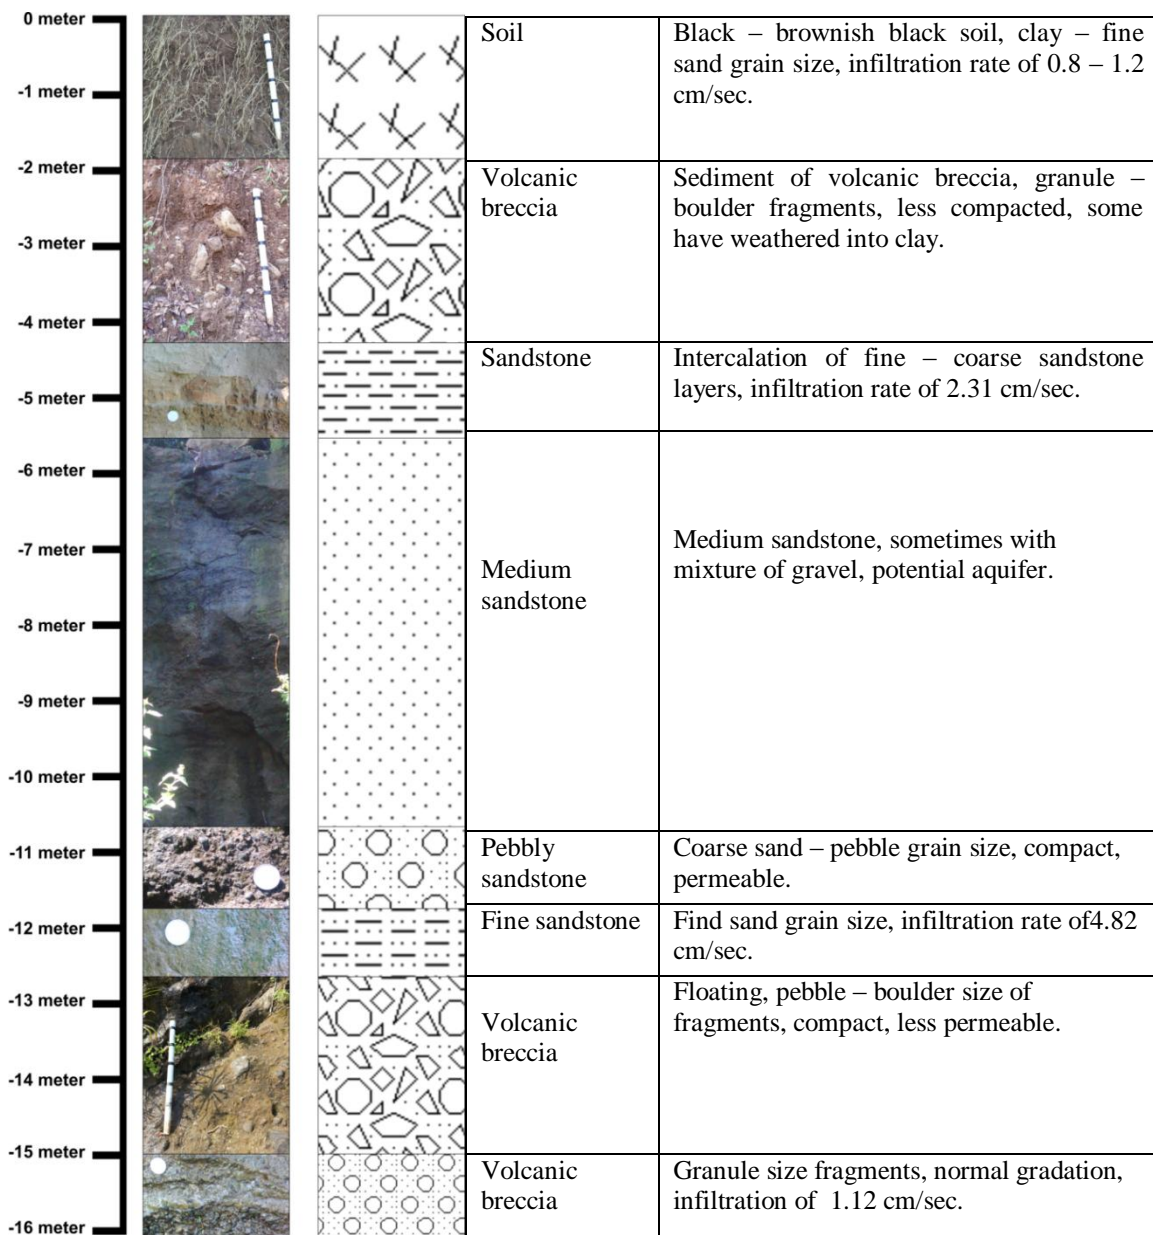 0 meter
-1 meter
-2 meter
-3 meter
-4 meter
-5 meter
-6 meter
-7 meter
-8 meter
-9 meter
-10 meter
-11 meter
-12 meter
-13 meter
-14 meter
-15 meter
-16 meter
Soil
Black – brownish black soil, clay – fine
sand grain size, infiltration rate of 0.8 – 1.2
cm/sec.
Volcanic
breccia
Sediment of volcanic breccia, granule –
boulder fragments, less compacted, some
have weathered into clay.
Sandstone
Intercalation of fine – coarse sandstone
layers, infiltration rate of 2.31 cm/sec.
Medium
sandstone
Medium sandstone, sometimes with
mixture of gravel, potential aquifer.
Pebbly
sandstone
Coarse sand – pebble grain size, compact,
permeable.
Fine sandstone
Find sand grain size, infiltration rate of4.82
cm/sec.
Volcanic
breccia
Floating, pebble – boulder size of
fragments, compact, less permeable.
Volcanic
breccia
Granule size fragments, normal gradation,
infiltration of 1.12 cm/sec.